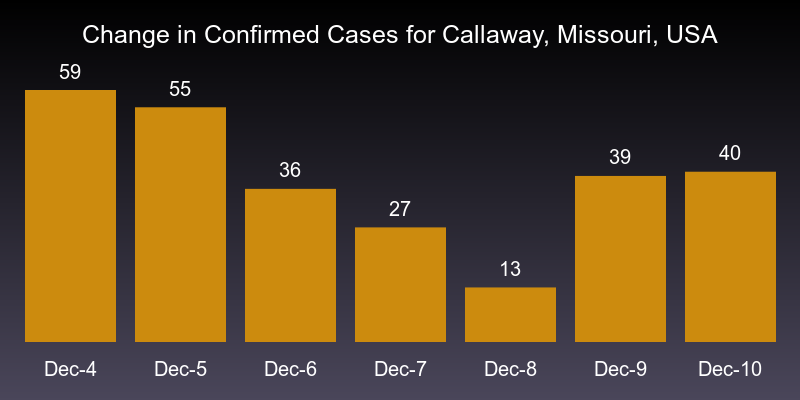 Change in Confirmed Cases for Callaway, Missouri, USA
59
55
36
27
13
39
40
Dec-4
Dec-5
Dec-6
Dec-7
Dec-8
Dec-9
Dec-10